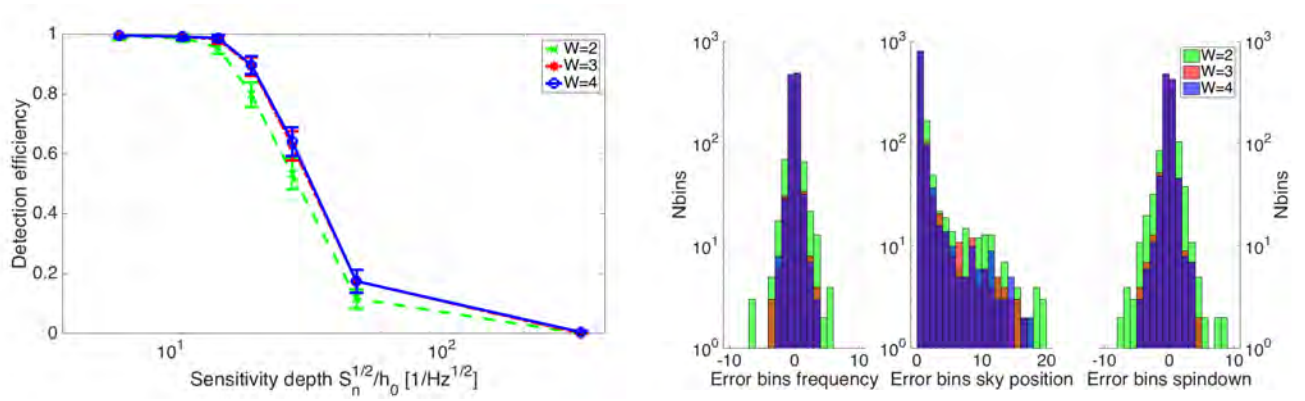 1
0.8
0.6
0.4
0.2
0
Detection efficiency
10^1
10^2
Sensitivity depth S_n^{1/2}/h_0 [1/Hz^{1/2}]
W=2
W=3
W=4
10^3
10^2
10^1
10^0
Nbins
-10 0 10
Error bins frequency
0 10 20
Error bins sky position
-10 0 10
Error bins spindown
W=2
W=3
W=4
10^3
10^2
10^1
10^0
Nbins